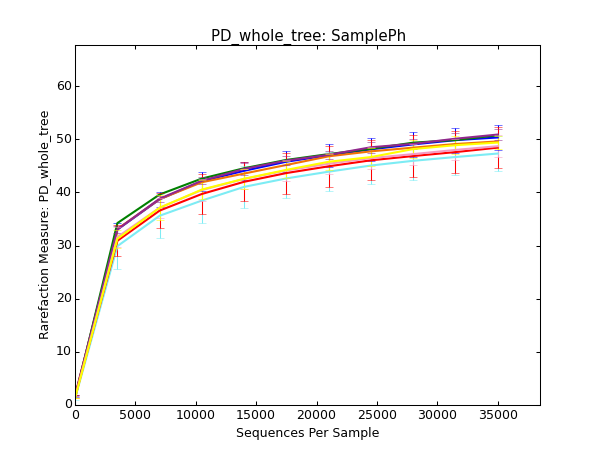 PD_whole_tree: SamplePh
Rarefaction Measure: PD_whole_tree
60
50
40
30
20
10
0
0 5000 10000 15000 20000 25000 30000 35000
Sequences Per Sample